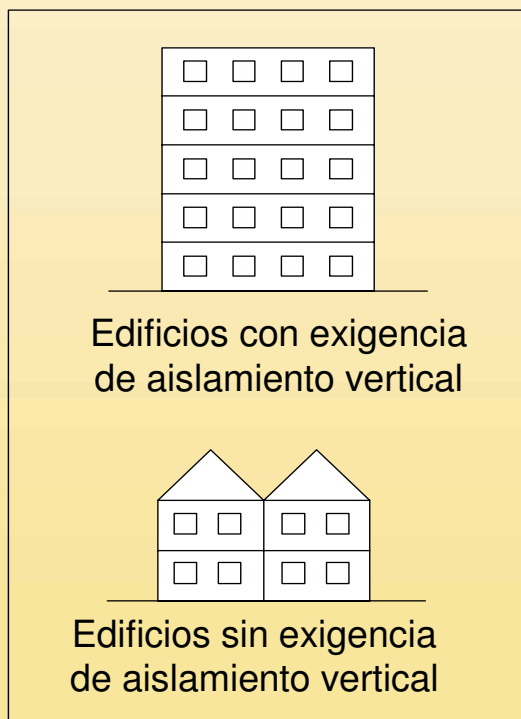 Edificios con exigencia
de aislamiento vertical
Edificios sin exigencia
de aislamiento vertical